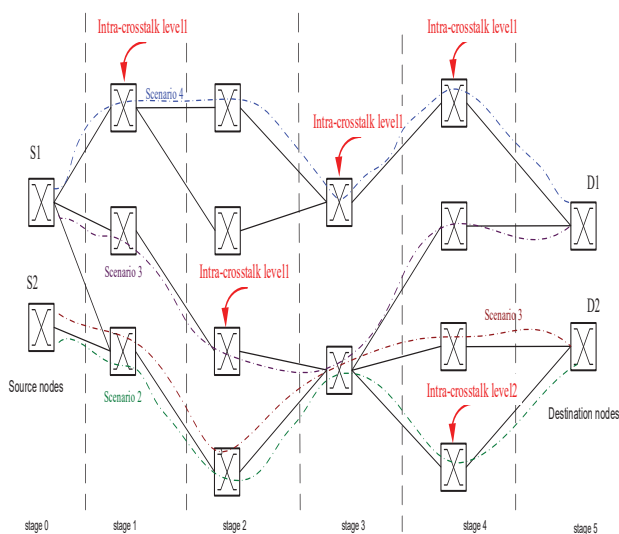 Intra-crosstalk level1
Intra-crosstalk level1
Scenario 4
Intra-crosstalk level1
S1
D1
Scenario 3
Intra-crosstalk level1
S2
D2
Scenario 3
Source nodes
Scenario 2
Intra-crosstalk level2
Destination nodes
stage 0
stage 1
stage 2
stage 3
stage 4
stage 5